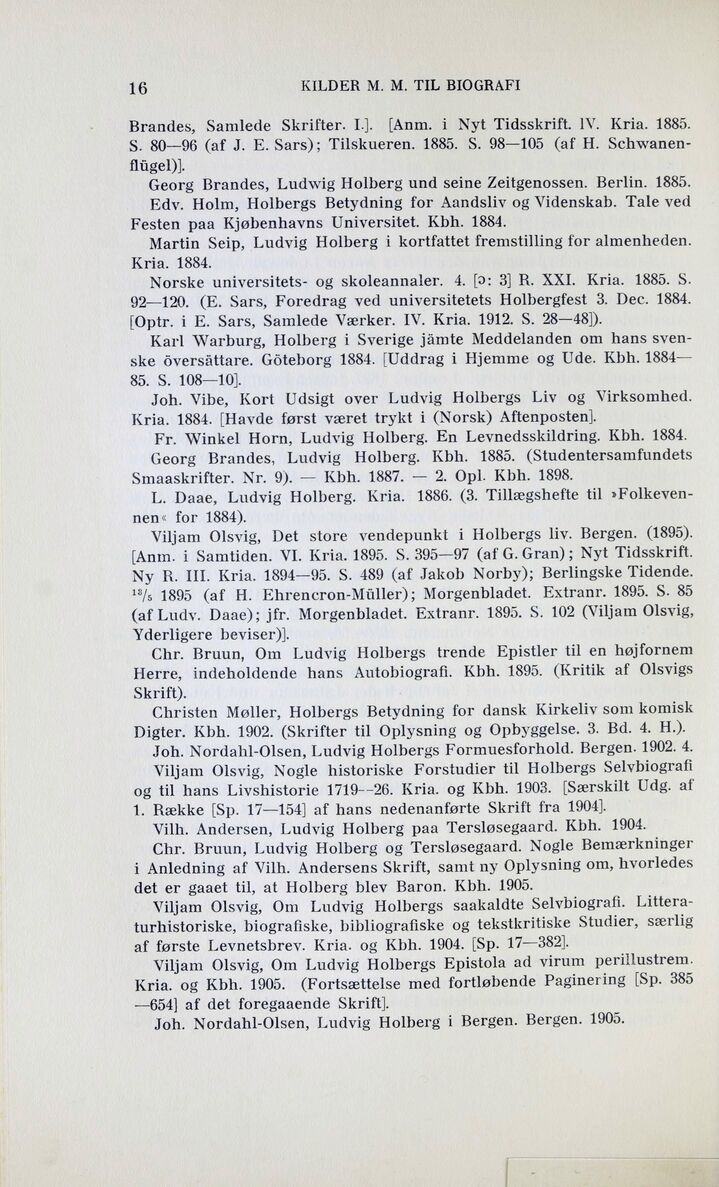 16 KILDER M. M. TIL BIOGRAFI
Brandes, Samlede Skrifter. I.]. [Anm. i Nyt Tidsskrift. IV. Kria. 1885.
S. 80—96 (af J. E. Sars); Tilskueren. 1885. S. 98—105 (af H. Schwanen-
flügel)].
Georg Brandes, Ludwig Holberg und seine Zeitgenossen. Berlin. 1885.
Edv. Holm, Holbergs Betydning for Aandsliv og Videnskab. Tale ved
Festen paa Kjøbenhavns Universitet. Kbh. 1884.
Martin Seip, Ludvig Holberg i kortfattet fremstilling for almenheden.
Kria. 1884.
Norske universitets- og skoleannaler. 4. [ɔ: 3] R. XXI. Kria. 1885. S.
92—120. (E. Sars, Foredrag ved universitetets Holbergfest 3. Dec. 1884.
[Optr. i E. Sars, Samlede Værker. IV. Kria. 1912. S. 28—48]).
Karl Warburg, Holberg i Sverige jämte Meddelanden om hans sven-
ske översättare. Göteborg 1884. [Uddrag i Hjemme og Ude. Kbh. 1884—
85. S. 108—10].
Joh. Vibe, Kort Udsigt over Ludvig Holbergs Liv og Virksomhed.
Kria. 1884. [Havde først været trykt i (Norsk) Aftenposten].
Fr. Winkel Horn, Ludvig Holberg. En Levnedsskildring. Kbh. 1884.
Georg Brandes, Ludvig Holberg. Kbh. 1885. (Studentersamfundets
Smaaskrifter. Nr. 9). — Kbh. 1887. — 2. Opl. Kbh. 1898.
L. Daae, Ludvig Holberg. Kria. 1886. (3. Tillægshefte til »Folkeven-
nen« for 1884).
Viljam Olsvig, Det store vendepunkt i Holbergs liv. Bergen. (1895).
[Anm. i Samtiden. VI. Kria. 1895. S. 395—97 (af G. Gran); Nyt Tidsskrift.
Ny R. III. Kria. 1894—95. S. 489 (af Jakob Norby); Berlingske Tidende.
¹³/₅ 1895 (af H. Ehrencron-Müller); Morgenbladet. Extranr. 1895. S. 85
(af Ludv. Daae); jfr. Morgenbladet. Extranr. 1895. S. 102 (Viljam Olsvig,
Yderligere beviser)].
Chr. Bruun, Om Ludvig Holbergs trende Epistler til en højfornem
Herre, indeholdende hans Autobiografi. Kbh. 1895. (Kritik af Olsvigs
Skrift).
Christen Møller, Holbergs Betydning for dansk Kirkeliv som komisk
Digter. Kbh. 1902. (Skrifter til Oplysning og Opbyggelse. 3. Bd. 4. H.).
Joh. Nordahl-Olsen, Ludvig Holbergs Formuesforhold. Bergen. 1902. 4.
Viljam Olsvig, Nogle historiske Forstudier til Holbergs Selvbiografi
og til hans Livshistorie 1719--26. Kria. og Kbh. 1903. [Særskilt Udg. af
1. Række [Sp. 17—154] af hans nedenanførte Skrift fra 1904].
Vilh. Andersen, Ludvig Holberg paa Tersløsegaard. Kbh. 1904.
Chr. Bruun, Ludvig Holberg og Tersløsegaard. Nogle Bemærkninger
i Anledning af Vilh. Andersens Skrift, samt ny Oplysning om, hvorledes
det er gaaet til, at Holberg blev Baron. Kbh. 1905.
Viljam Olsvig, Om Ludvig Holbergs saakaldte Selvbiografi. Littera-
turhistoriske, biografiske, bibliografiske og tekstkritiske Studier, særlig
af første Levnetsbrev. Kria. og Kbh. 1904. [Sp. 17—382].
Viljam Olsvig, Om Ludvig Holbergs Epistola ad virum perillustrem.
Kria. og Kbh. 1905. (Fortsættelse med fortløbende Paginering [Sp. 385
—654] af det foregaaende Skrift].
Joh. Nordahl-Olsen, Ludvig Holberg i Bergen. Bergen. 1905.